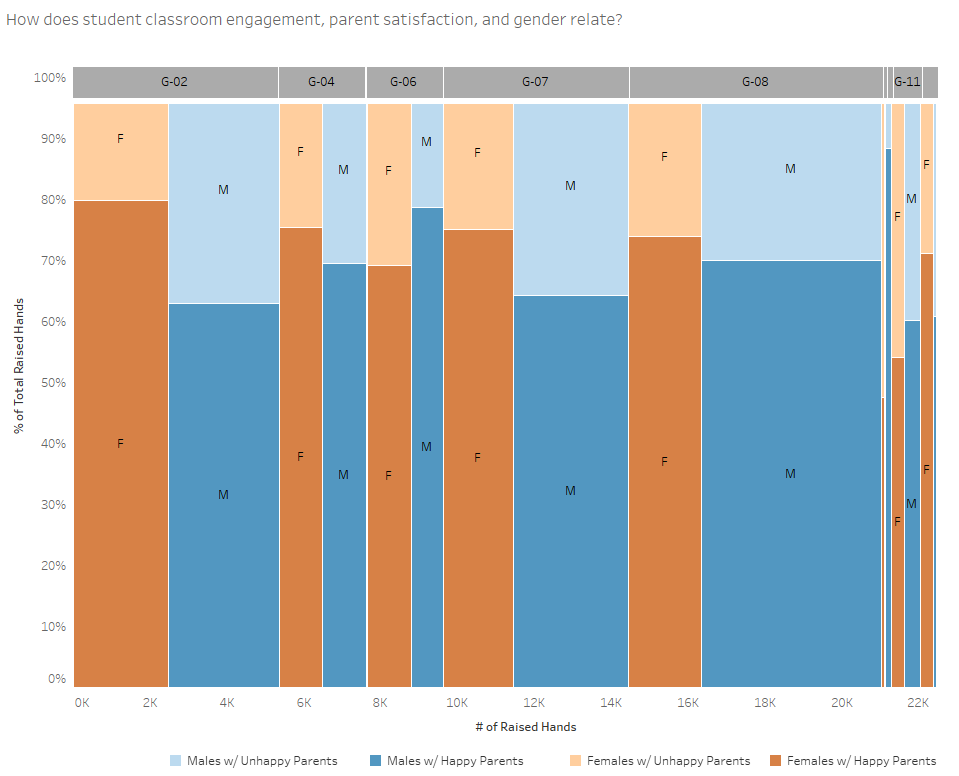 How does student classroom engagement, parent satisfaction, and gender relate?
100%
G-02 G-04 G-06 G-07 G-08 G-11
90%
80%
70%
60%
50%
40%
30%
20%
10%
0%
% of Total Raised Hands
F M F M F M F M F M F M F
F M F M F M F M F M F M F
0K 2K 4K 6K 8K 10K 12K 14K 16K 18K 20K 22K
# of Raised Hands
Males w/ Unhappy Parents Males w/ Happy Parents Females w/ Unhappy Parents Females w/ Happy Parents